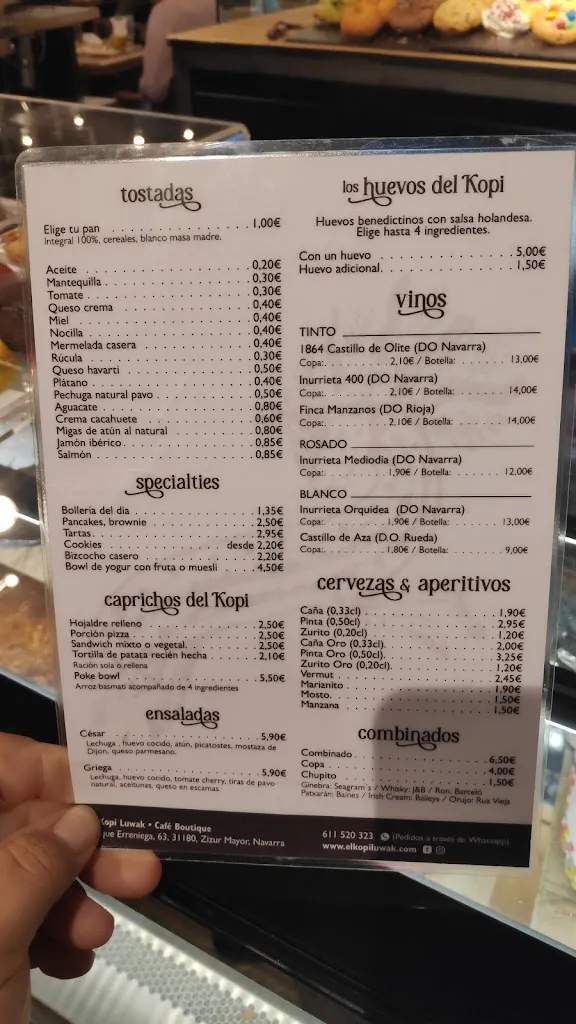 tostadas
Elige tu pan . . . . . . . . . . . . . . . 1,00€
Integral 100%, cereales, blanco masa madre.
Aceite . . . . . . . . . . . . . . . 0,20€
Mantequilla . . . . . . . . . . . . . . . 0,30€
Tomate . . . . . . . . . . . . . . . 0,30€
Queso crema . . . . . . . . . . . . . . . 0,40€
Miel . . . . . . . . . . . . . . . 0,40€
Nocilla . . . . . . . . . . . . . . . 0,40€
Mermelada casera . . . . . . . . . . . . . . . 0,40€
Rúcula . . . . . . . . . . . . . . . 0,30€
Queso havarti . . . . . . . . . . . . . . . 0,50€
Plátano . . . . . . . . . . . . . . . 0,40€
Pechuga natural pavo . . . . . . . . . . . . . . . 0,50€
Aguacate . . . . . . . . . . . . . . . 0,80€
Crema cacahuete . . . . . . . . . . . . . . . 0,60€
Migas de atún al natural . . . . . . . . . . . . . . . 0,80€
Jamón ibérico . . . . . . . . . . . . . . . 0,85€
Salmón . . . . . . . . . . . . . . . 0,85€
specialties
Bolleria del dia . . . . . . . . . . . . . . . 1,35€
Pancakes, brownie . . . . . . . . . . . . . . . 2,50€
Tartas . . . . . . . . . . . . . . . 2,95€
Cookies desde 2,20€
Bizcocho casero . . . . . . . . . . . . . . . 2,20€
Bowl de yogur con fruta o muesli . . . . 4,50€
caprichos del Kopi
Hojaldre relleno . . . . . . . . . . . . . . . 2,50€
Porción pizza . . . . . . . . . . . . . . . 2,50€
Sandwich mixto o vegetal . . . . . . . . . . . . . . . 2,50€
Tortilla de patata recién hecha . . . . . . . 2,10€
Ración sola o rellena
Poke bowl . . . . . . . . . . . . . . . 5,50€
Arroz basmati acompañado de 4 ingredientes
ensaladas
César . . . . . . . . . . . . . . . 5,90€
Lechuga, huevo cocido, atún, picatostes, mostaza de
Dijon, queso parmesano.
Griega . . . . . . . . . . . . . . . 5,90€
Lechuga, huevo cocido, tomate cherry, tiras de pavo
natural, aceitunas, queso en escamas.
los huevos del Kopi
Huevos benedictinos con salsa holandesa.
Elige hasta 4 ingredientes.
Con un huevo . . . . . . . . . . . . . . . 5,00€
Huevo adicional . . . . . . . . . . . . . . . 1,50€
vinos
TINTO
1864 Castillo de Olite (DO Navarra)
Copa: . . . . . . . 2,10€ / Botella: . . . . . . . 13,00€
Inurrieta 400 (DO Navarra)
Copa: . . . . . . . 2,10€ / Botella: . . . . . . . 14,00€
Finca Manzanos (DO Rioja)
Copa: . . . . . . . 2,10€ / Botella: . . . . . . . 14,00€
ROSADO
Inurrieta Mediodía (DO Navarra)
Copa: . . . . . . . 1,90€ / Botella: . . . . . . . 12,00€
BLANCO
Inurrieta Orquidea (DO Navarra)
Copa: . . . . . . . 1,90€ / Botella: . . . . . . . 13,00€
Castillo de Aza (D.O. Rueda)
Copa: . . . . . . . 1,80€ / Botella: . . . . . . . 9,00€
cervezas & aperitivos
Caña (0,33cl) . . . . . . . . . . . . . . . 1,90€
Pinta (0,50cl) . . . . . . . . . . . . . . . 2,95€
Zurito (0,20cl) . . . . . . . . . . . . . . . 1,20€
Caña Oro (0,33cl) . . . . . . . . . . . . . . . 2,00€
Pinta Oro (0,50cl) . . . . . . . . . . . . . . . 3,25€
Zurito Oro (0,20cl) . . . . . . . . . . . . . . . 1,20€
Vermut . . . . . . . . . . . . . . . 2,45€
Marianito . . . . . . . . . . . . . . . 1,90€
Mosto . . . . . . . . . . . . . . . 1,50€
Manzana . . . . . . . . . . . . . . . 1,50€
combinados
Combinado . . . . . . . . . . . . . . . 6,50€
Copa . . . . . . . . . . . . . . . 4,00€
Chupito . . . . . . . . . . . . . . . 1,50€
Ginebra: Seagram's / Whisky: J&B / Ron: Barceló
Patxarán: Baines / Irish Cream: Baileys / Orujo: Rua Vieja
Kopi Luwak • Café Boutique
que Erreniega, 63, 31180, Zizur Mayor, Navarra
611 520 323 (Pedidos a través de Whatsapp)
www.elkopiluwak.com